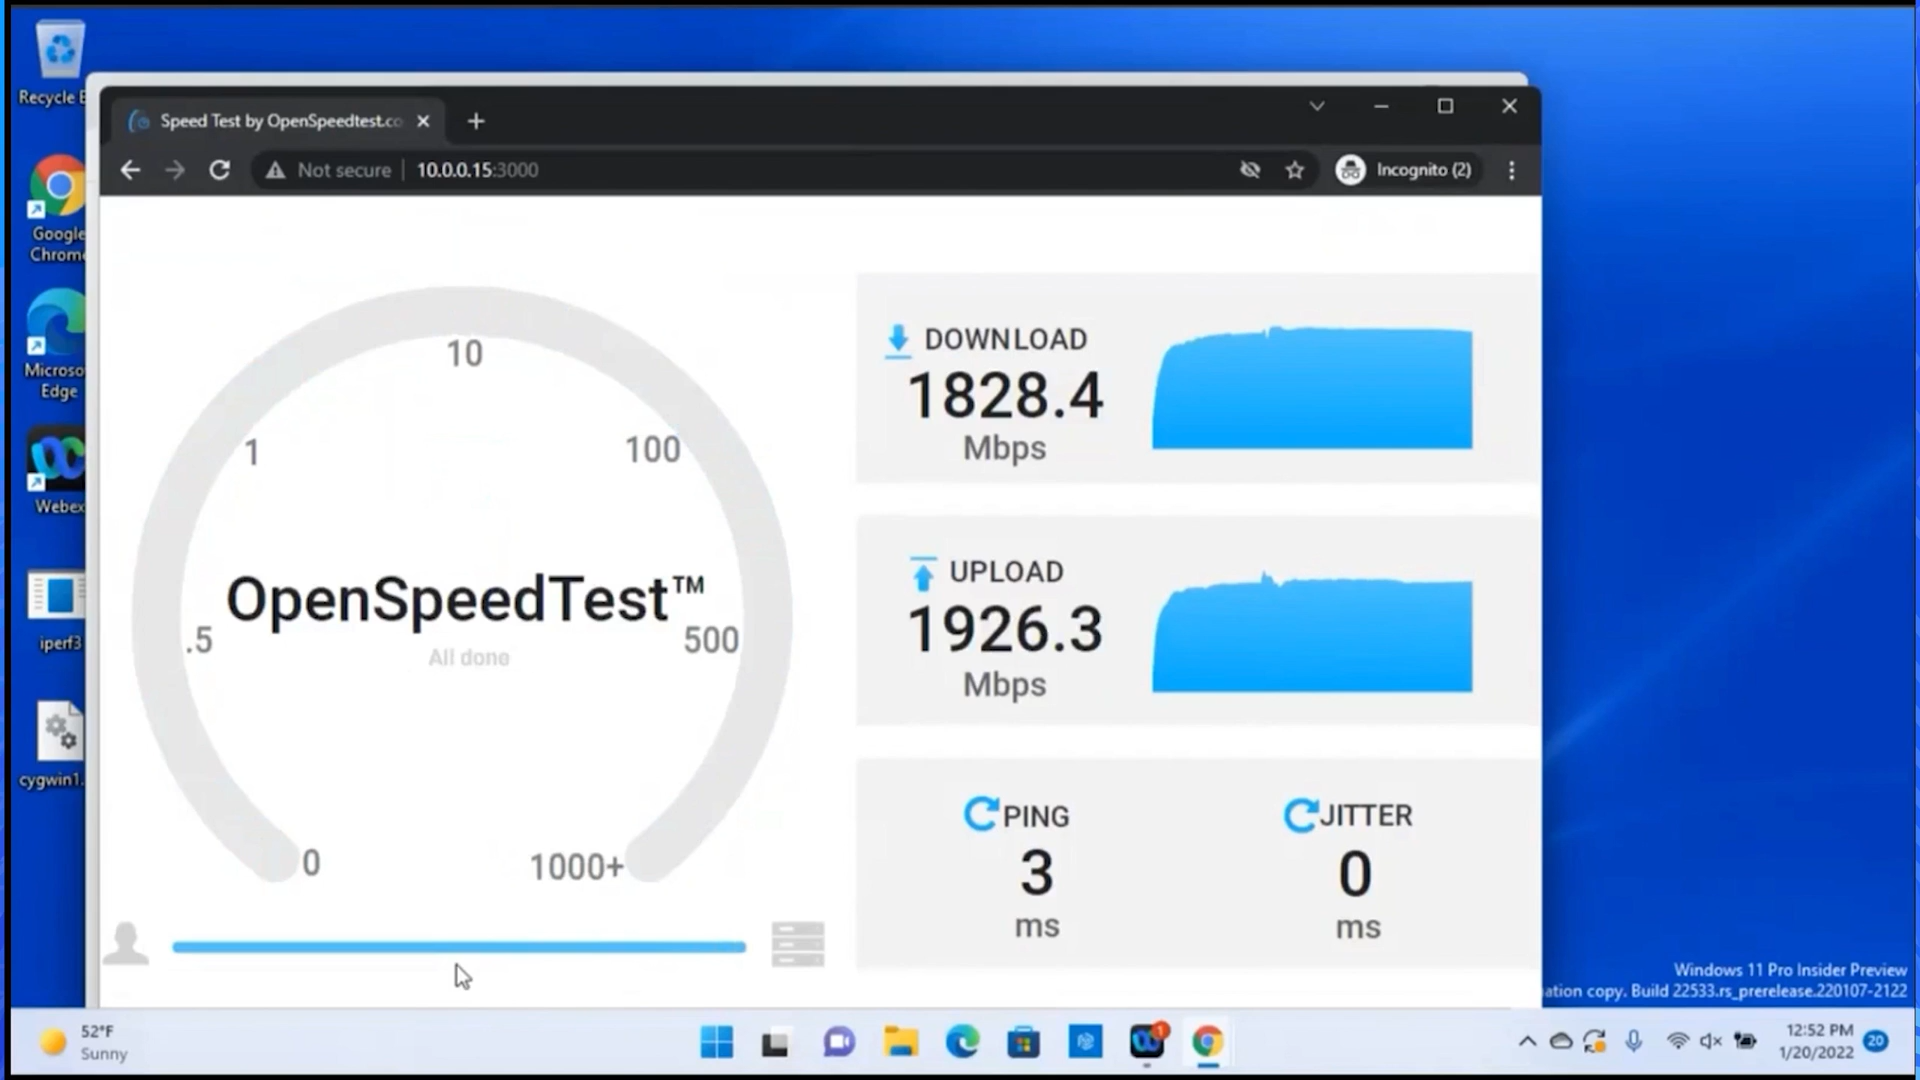 Recycle B
Speed Test by OpenSpeedtest.co
Not secure
10.0.0.15:3000
Incognito (2)
Google
Chrome
Microso
Edge
Webex
iperf3
cygwin1.
10
1
100
.5
500
0
1000+
OpenSpeedTest™
All done
DOWNLOAD
1828.4
Mbps
UPLOAD
1926.3
Mbps
PING
3
ms
JITTER
0
ms
Windows 11 Pro Insider Preview
ation copy. Build 22533.rs_prerelease.220107-2122
52°F
Sunny
1
12:52 PM
1/20/2022
20